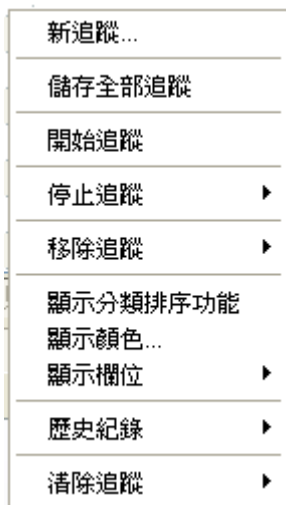 新追蹤...
儲存全部追蹤
開始追蹤
停止追蹤
移除追蹤
顯示分類排序功能
顯示顏色...
顯示欄位
歷史紀錄
清除追蹤